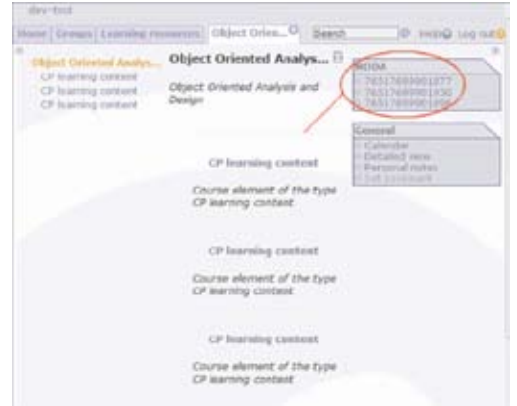 dev-test
Home Groups Learning resources Object Orien... Search Help Log out
Object Oriented Analys...
CP learning content
CP learning content
CP learning content
Object Oriented Analys...
Object Oriented Analysis and
Design
CP learning content
Course element of the type
CP learning content
CP learning content
Course element of the type
CP learning content
CP learning content
Course element of the type
CP learning content
General
Calendar
Detailed view
Personal notes
Set bookmark